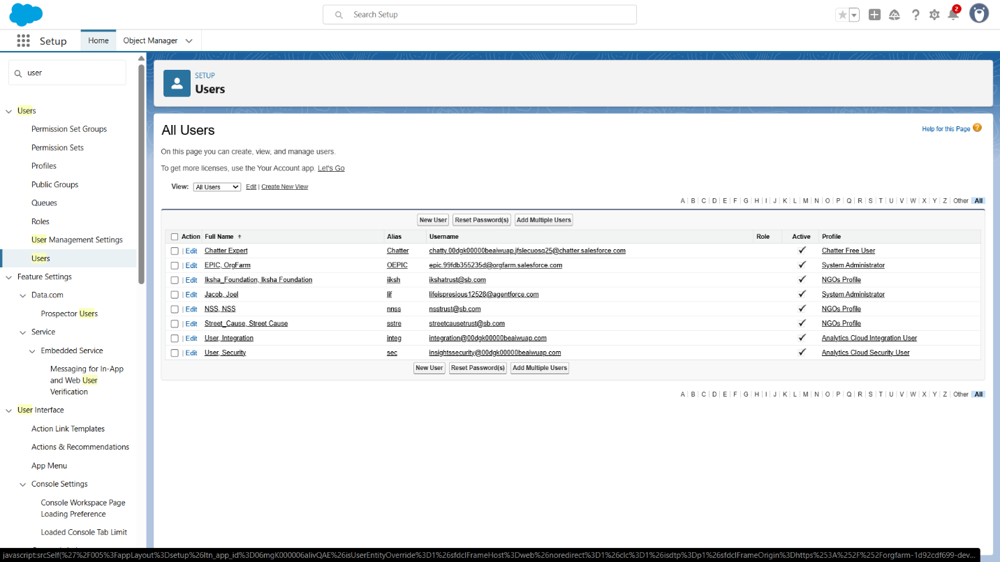 Search Setup
2
Setup
Home
Object Manager
user
Users
Permission Set Groups
Permission Sets
Profiles
Public Groups
Queues
Roles
User Management Settings
Users
Feature Settings
Data.com
Prospector Users
Service
Embedded Service
Messaging for In-App
and Web User
Verification
User Interface
Action Link Templates
Actions & Recommendations
App Menu
Console Settings
Console Workspace Page
Loading Preference
Loaded Console Tab Limit
SETUP
Users
All Users
Help for this Page ?
On this page you can create, view, and manage users.
To get more licenses, use the Your Account app. Let's Go
View: All Users Edit | Create New View
A | B | C | D | E | F | G | H | I | J | K | L | M | N | O | P | Q | R | S | T | U | V | W | X | Y | Z | Other All
New User Reset Password(s) Add Multiple Users
Action Full Name Alias Username Role Active Profile
| Edit Chatter Expert Chatter chatty.00dgk00000beaiwuap.jfslecuosq25@chatter.salesforce.com Chatter Free User
| Edit EPIC, OrgFarm OEPIC epic.99fdb355235d@orgfarm.salesforce.com System Administrator
| Edit Iksha_Foundation, Iksha Foundation iiksh ikshatrust@sb.com NGOs Profile
| Edit Jacob, Joel lif lifeispresious12528@agentforce.com System Administrator
| Edit NSS, NSS nnss nsstrust@sb.com NGOs Profile
| Edit Street_Cause, Street Cause sstre streetcausetrust@sb.com NGOs Profile
| Edit User, Integration integ integration@00dgk00000beaiwuap.com Analytics Cloud Integration User
| Edit User, Security sec insightssecurity@00dgk00000beaiwuap.com Analytics Cloud Security User
New User Reset Password(s) Add Multiple Users
A | B | C | D | E | F | G | H | I | J | K | L | M | N | O | P | Q | R | S | T | U | V | W | X | Y | Z | Other All
javascript:srcSelf(%27%2F005%3FappLayout%3Dsetup%26ltn_app_id%3D06mgK000006alivQAE%26isUserEntityOverride%3D1%26sfdcIFrameHost%3Dweb%26noredirect%3D1%26clc%3D1%26isdtp%3Dp1%26sfdcIFrameOrigin%3Dhttps%253A%252F%252Forgfarm-1d92cdf699-dev...